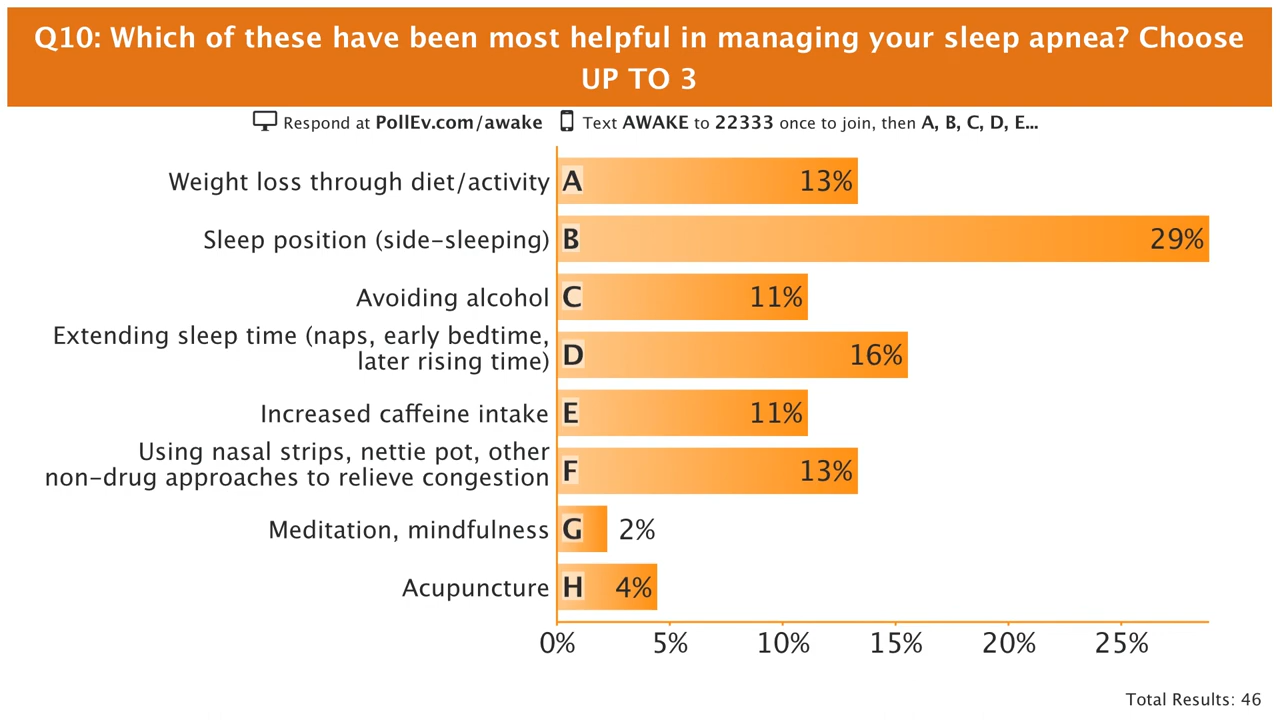 Q10: Which of these have been most helpful in managing your sleep apnea? Choose
UP TO 3
Respond at PollEv.com/awake Text AWAKE to 22333 once to join, then A, B, C, D, E...
Weight loss through diet/activity A 13%
Sleep position (side-sleeping) B 29%
Avoiding alcohol C 11%
Extending sleep time (naps, early bedtime,
later rising time) D 16%
Increased caffeine intake E 11%
Using nasal strips, nettie pot, other
non-drug approaches to relieve congestion F 13%
Meditation, mindfulness G 2%
Acupuncture H 4%
0% 5% 10% 15% 20% 25%
Total Results: 46